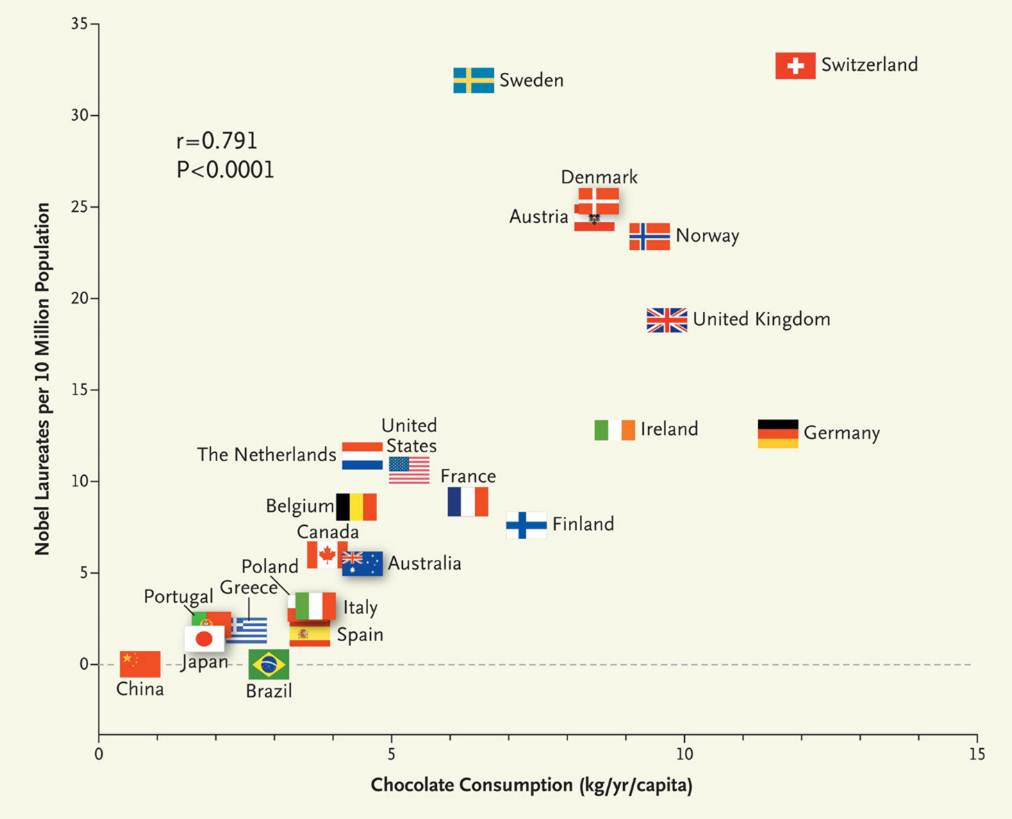 35
Sweden
Switzerland
30
r=0.791
P<0.0001
Denmark
25
Austria
Norway
20
United Kingdom
15
Ireland
Germany
United
States
The Netherlands
France
10
Belgium
Finland
Canada
5
Australia
Poland
Greece
Portugal
Italy
Spain
Japan
0
China
Brazil
0
5
10
15
Nobel Laureates per 10 Million Population
Chocolate Consumption (kg/yr/capita)